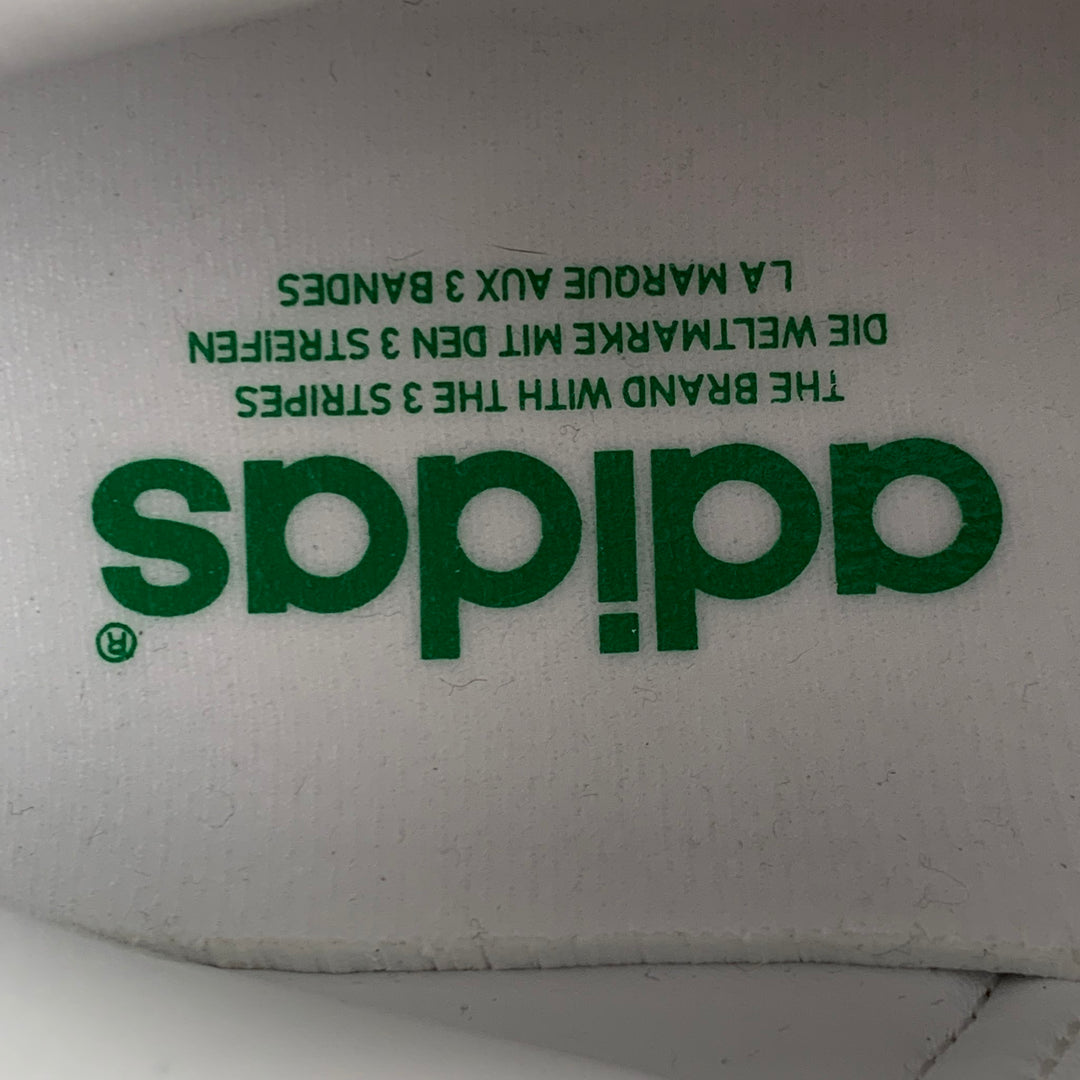 adidas®
THE BRAND WITH THE 3 STRIPES
DIE WELTMARKE MIT DEN 3 STREIFEN
LA MARQUE AUX 3 BANDES